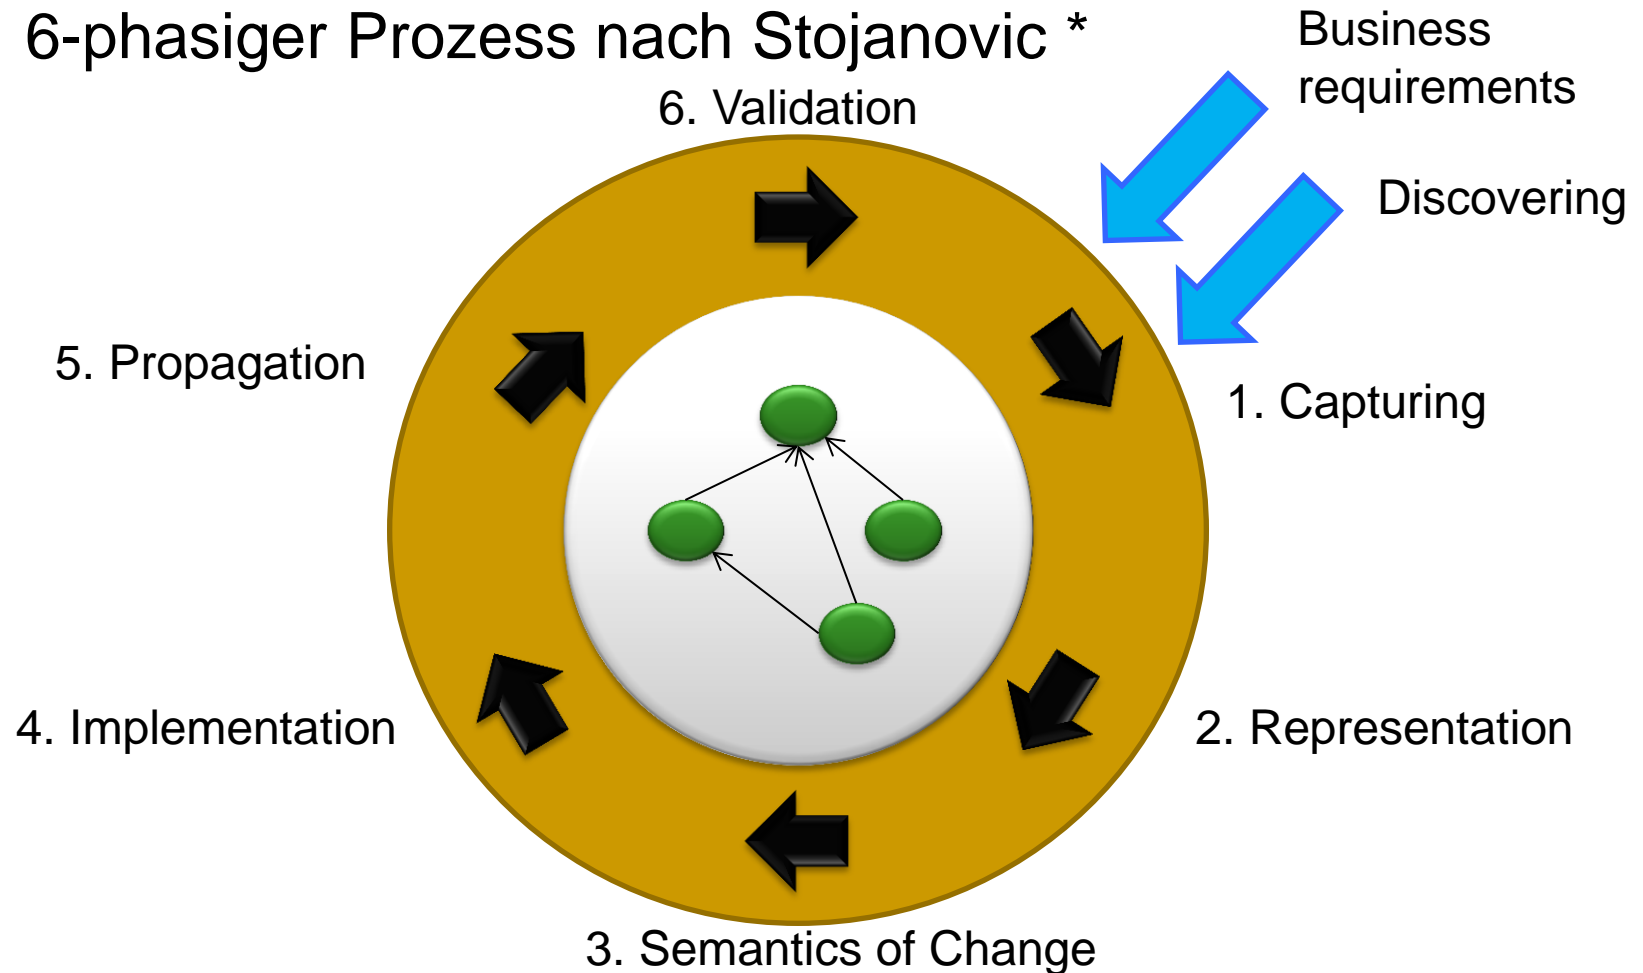 6-phasiger Prozess nach Stojanovic *
Business
requirements
Discovering
6. Validation
5. Propagation
1. Capturing
4. Implementation
2. Representation
3. Semantics of Change